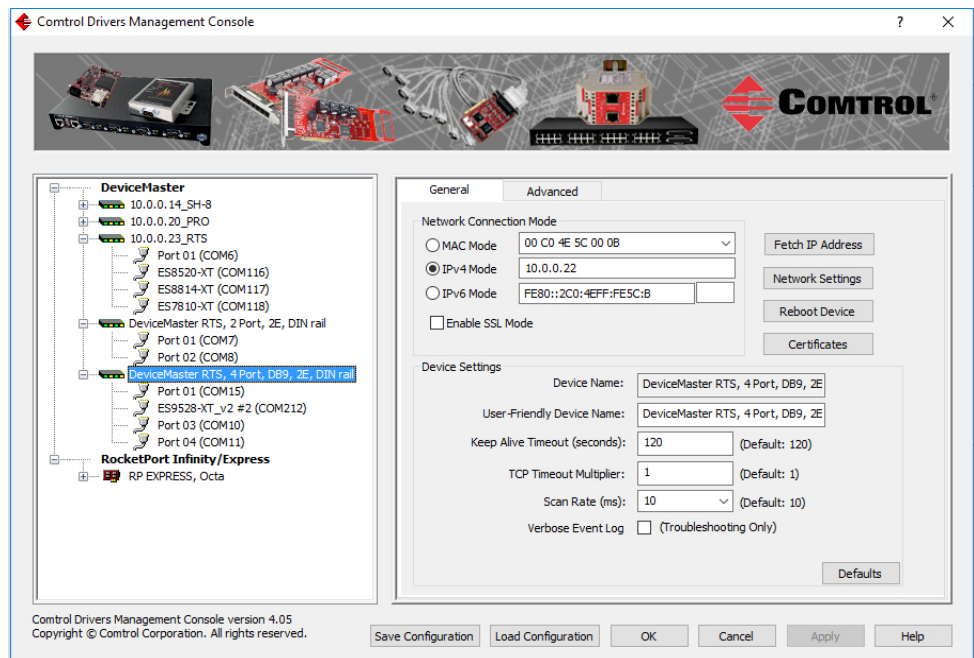 Comtrol Drivers Management Console
?
COMTROL
DeviceMaster
10.0.0.14_SH-8
10.0.0.20_PRO
10.0.0.23_RTS
Port 01 (COM6)
ES8520-XT (COM116)
ES8814-XT (COM117)
ES7810-XT (COM118)
DeviceMaster RTS, 2 Port, 2E, DIN rail
Port 01 (COM7)
Port 02 (COM8)
DeviceMaster RTS, 4 Port, DB9, 2E, DIN rail
Port 01 (COM15)
ES9528-XT_v2 #2 (COM212)
Port 03 (COM10)
Port 04 (COM11)
RocketPort Infinity/Express
RP EXPRESS, Octa
General Advanced
Network Connection Mode
MAC Mode 00 C0 4E 5C 00 0B
IPv4 Mode 10.0.0.22
IPv6 Mode FE80::2C0:4EFF:FE5C:B
Enable SSL Mode
Fetch IP Address
Network Settings
Reboot Device
Certificates
Device Settings
Device Name: DeviceMaster RTS, 4 Port, DB9, 2E
User-Friendly Device Name: DeviceMaster RTS, 4 Port, DB9, 2E
Keep Alive Timeout (seconds): 120 (Default: 120)
TCP Timeout Multiplier: 1 (Default: 1)
Scan Rate (ms): 10 (Default: 10)
Verbose Event Log (Troubleshooting Only)
Defaults
Comtrol Drivers Management Console version 4.05
Copyright © Comtrol Corporation. All rights reserved.
Save Configuration Load Configuration OK Cancel Apply Help